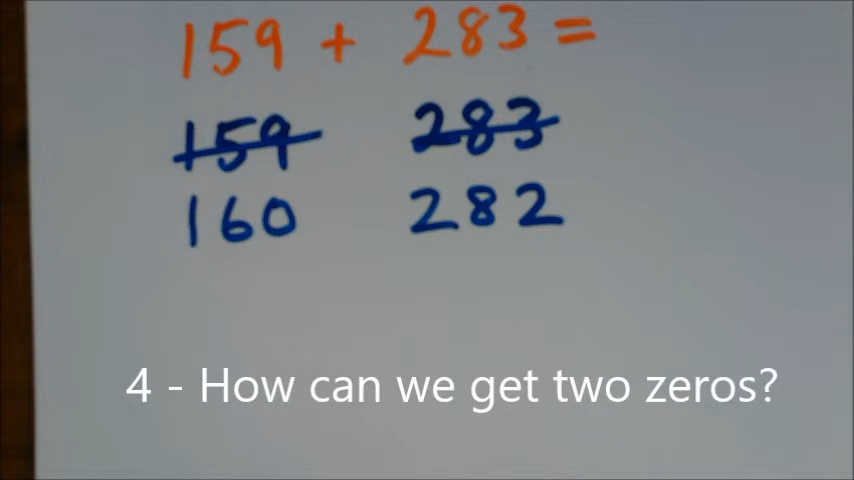 159 + 283 =
159 283
160 282
4 - How can we get two zeros?